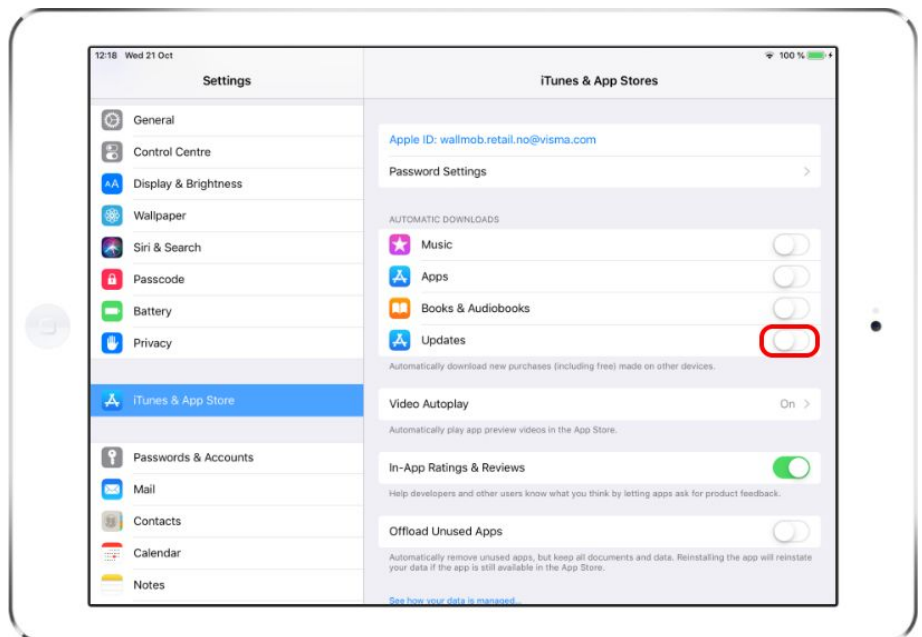 12:18 Wed 21 Oct
100 %
Settings
General
Control Centre
AA Display & Brightness
Wallpaper
Siri & Search
Passcode
Battery
Privacy
iTunes & App Store
Passwords & Accounts
Mail
Contacts
Calendar
Notes
iTunes & App Stores
Apple ID: wallmob.retail.no@visma.com
Password Settings
AUTOMATIC DOWNLOADS
Music
Apps
Books & Audiobooks
Updates
Automatically download new purchases (including free) made on other devices.
Video Autoplay On
Automatically play app preview videos in the App Store.
In-App Ratings & Reviews
Help developers and other users know what you think by letting apps ask for product feedback.
Offload Unused Apps
Automatically remove unused apps, but keep all documents and data. Reinstalling the app will reinstate
your data if the app is still available in the App Store.
See how your data is managed...